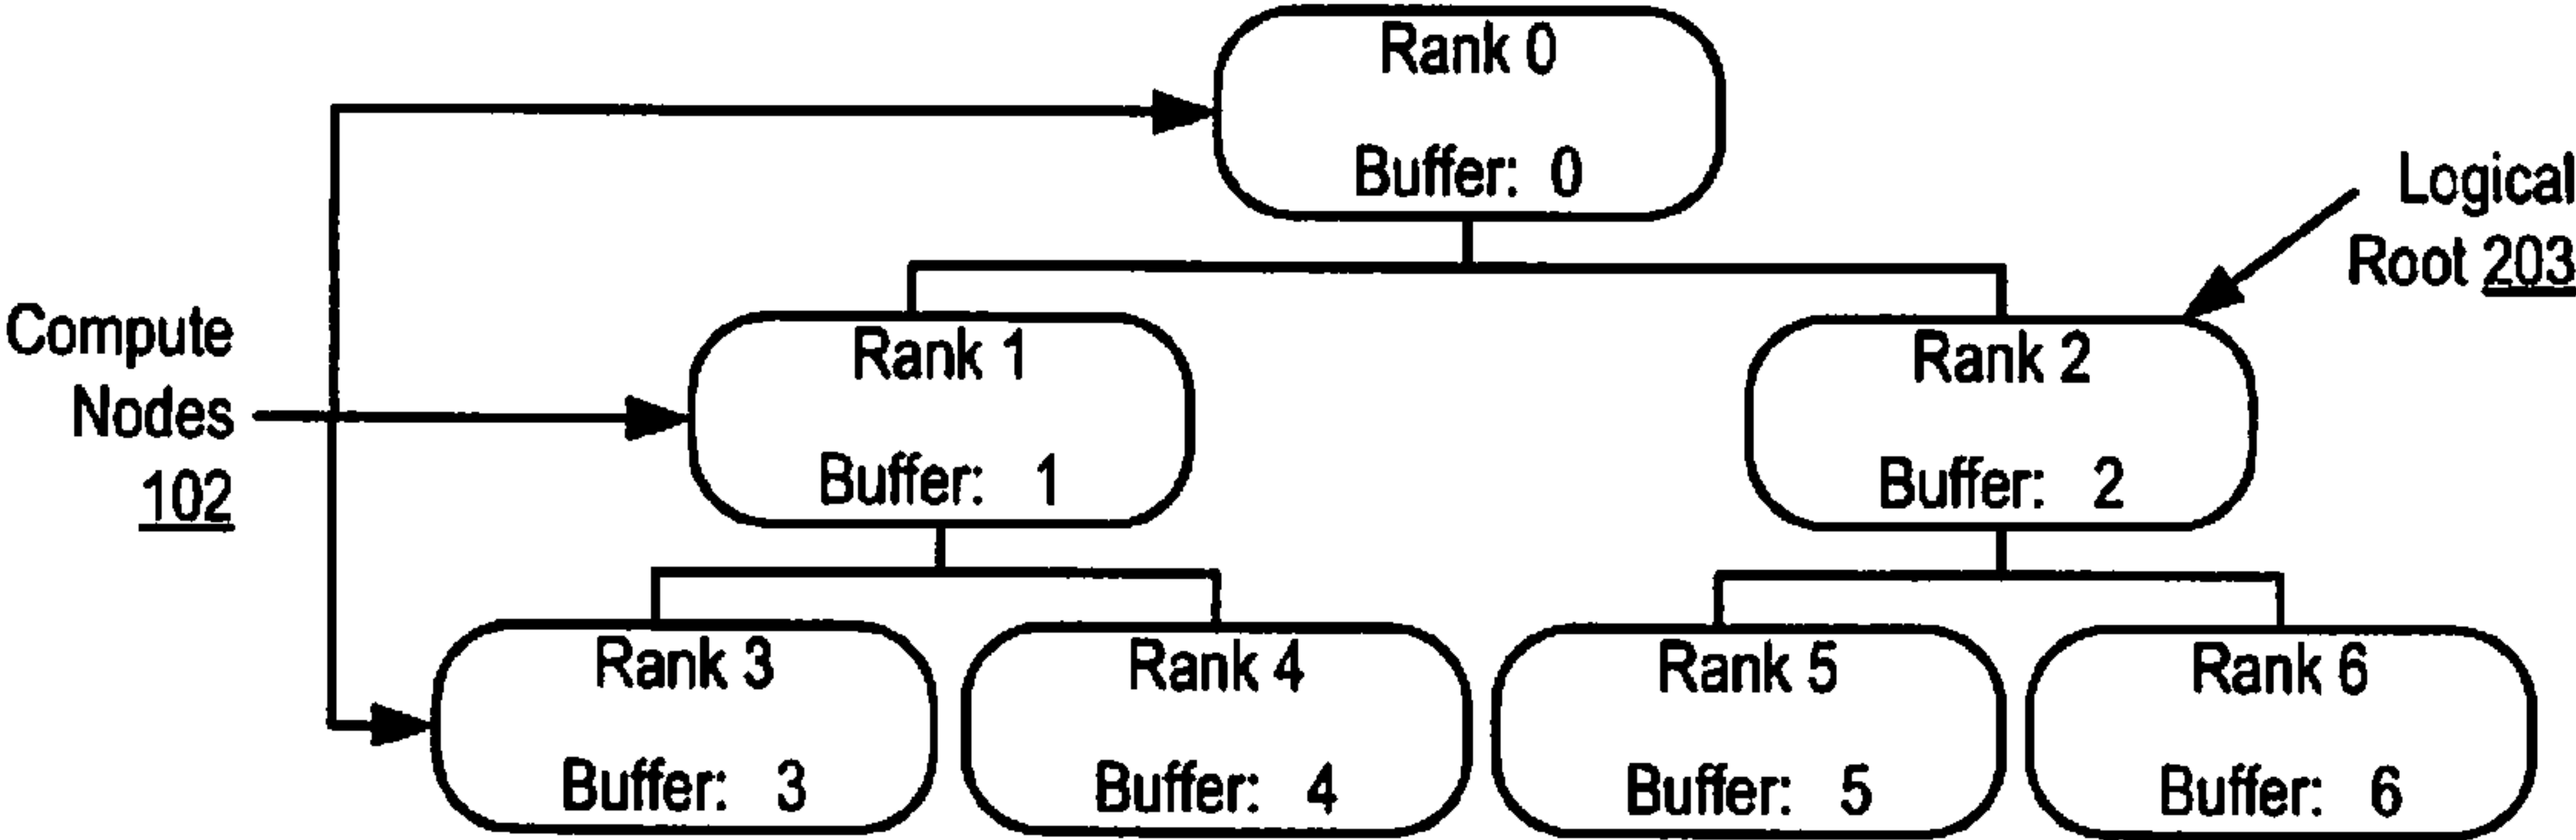 Rank 0
Buffer: 0
Logical
Root 203
Compute
Nodes
102
Rank 1
Buffer: 1
Rank 2
Buffer: 2
Rank 3
Buffer: 3
Rank 4
Buffer: 4
Rank 5
Buffer: 5
Rank 6
Buffer: 6